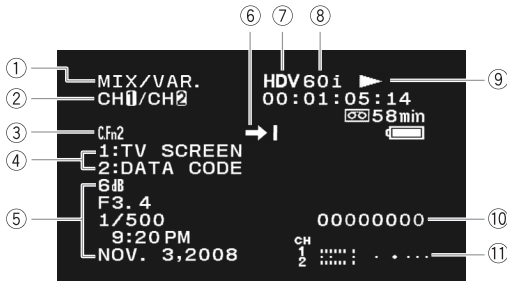 ⑥ ⑦ ⑧
① MIX/VAR. HDV 60i ⑨
② CH1/CH2 00:01:05:14
58min
③ C.Fn2
④ 1:TV SCREEN
2:DATA CODE
⑤ 6dB
F3.4
1/500 00000000 ⑩
9:20 PM
NOV. 3,2008
CH
1
2 ⑪